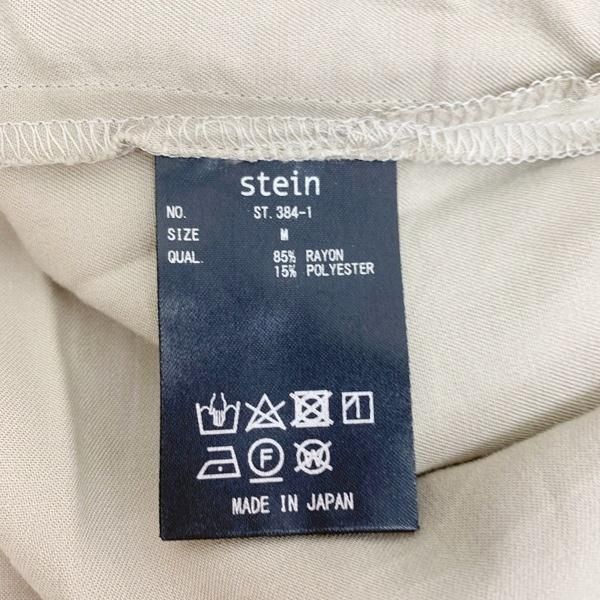 stein
NO. ST.384-1
SIZE M
QUAL. 85% RAYON
15% POLYESTER
F W
MADE IN JAPAN